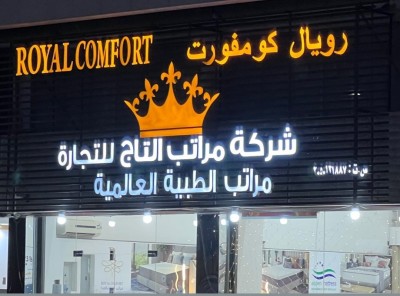 ROYAL COMFORT رويال كومفورت
شركة مراتب التاج للتجارة
مراتب الطبية العالمية